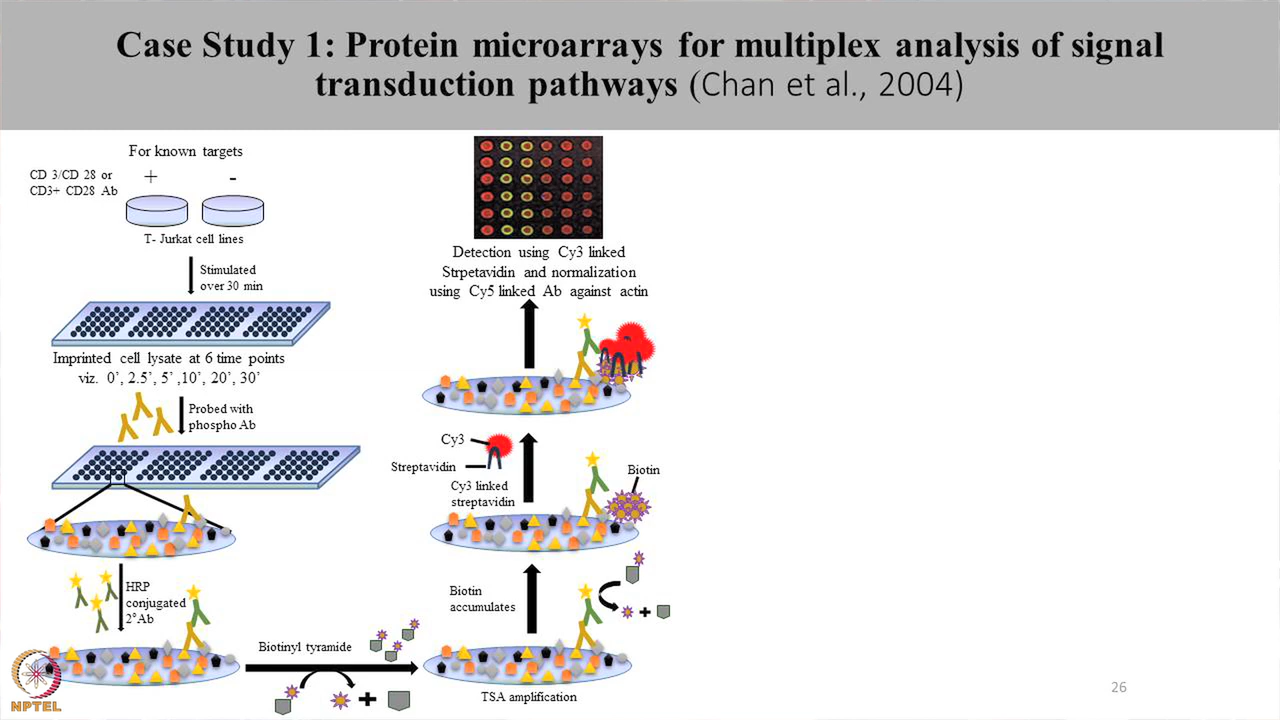 Case Study 1: Protein microarrays for multiplex analysis of signal
transduction pathways (Chan et al., 2004)
For known targets
CD 3/CD 28 or
CD3+ CD28 Ab
+
-
T- Jurkat cell lines
Stimulated
over 30 min
Imprinted cell lysate at 6 time points
viz. 0’, 2.5’, 5’ ,10’, 20’, 30’
Probed with
phospho Ab
HRP
conjugated
2°Ab
Biotinyl tyramide
+
TSA amplification
Biotin
accumulates
+
Cy3
Streptavidin
Cy3 linked
streptavidin
Biotin
Detection using Cy3 linked
Strpetavidin and normalization
using Cy5 linked Ab against actin
NPTEL
26